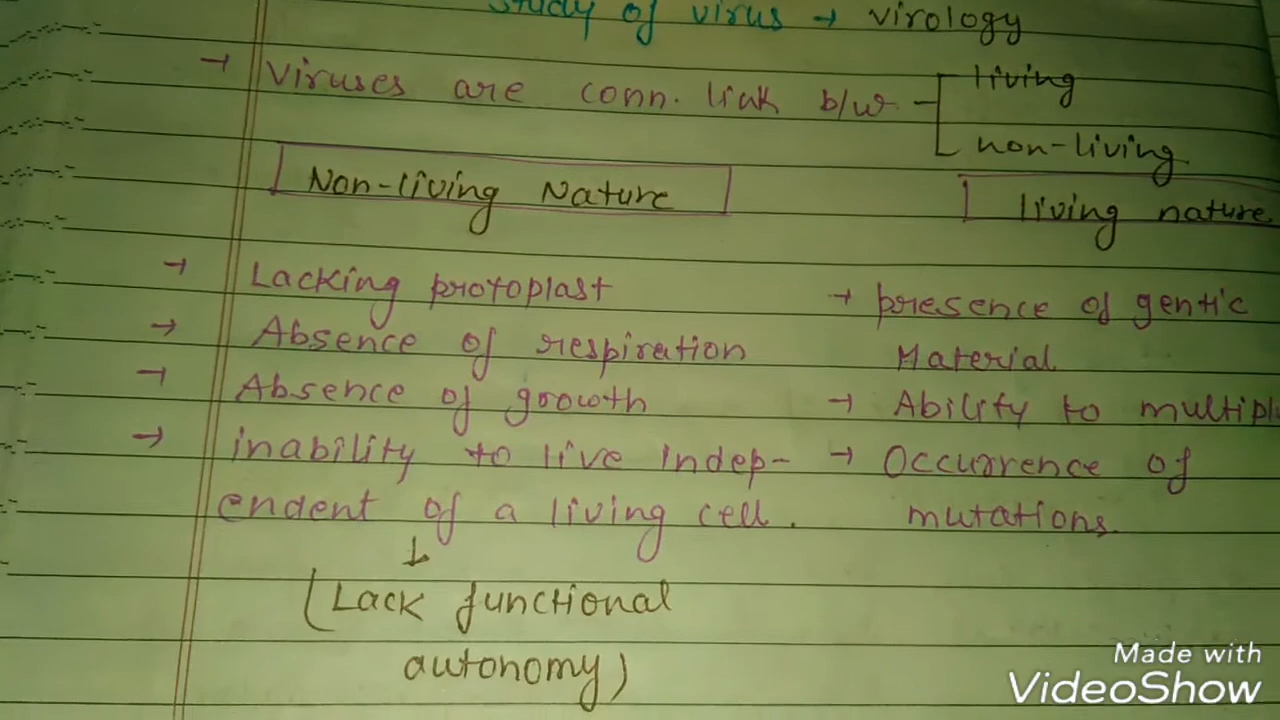 study of virus → virology
→ viruses are conn. link b/w - living
non-living
Non-living Nature
living nature
→ Lacking protoplast
→ Absence of respiration
→ Absence of growth
→ inability to live indep-
endent of a living cell.
↓
(Lack functional
autonomy)
→ presence of gentic
Material
→ Ability to multipl
→ Occurrence of
mutations.
Made with
VideoShow